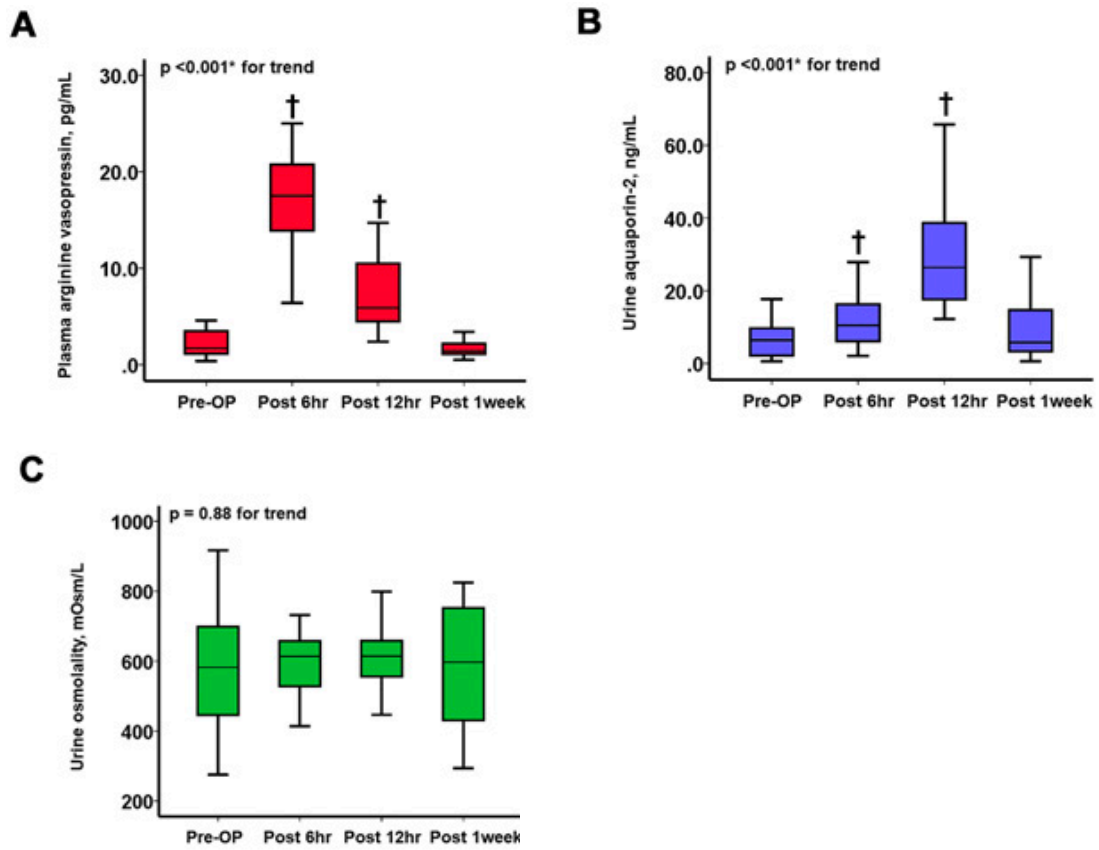 A
p <0.001* for trend
Plasma arginine vasopressin, pg/mL
30.0
20.0
10.0
.0
†
†
Pre-OP Post 6hr Post 12hr Post 1week
B
p <0.001* for trend
Urine aquaporin-2, ng/mL
80.0
60.0
40.0
20.0
.0
†
†
Pre-OP Post 6hr Post 12hr Post 1week
C
p = 0.88 for trend
Urine osmolality, mOsm/L
1000
800
600
400
200
Pre-OP Post 6hr Post 12hr Post 1week